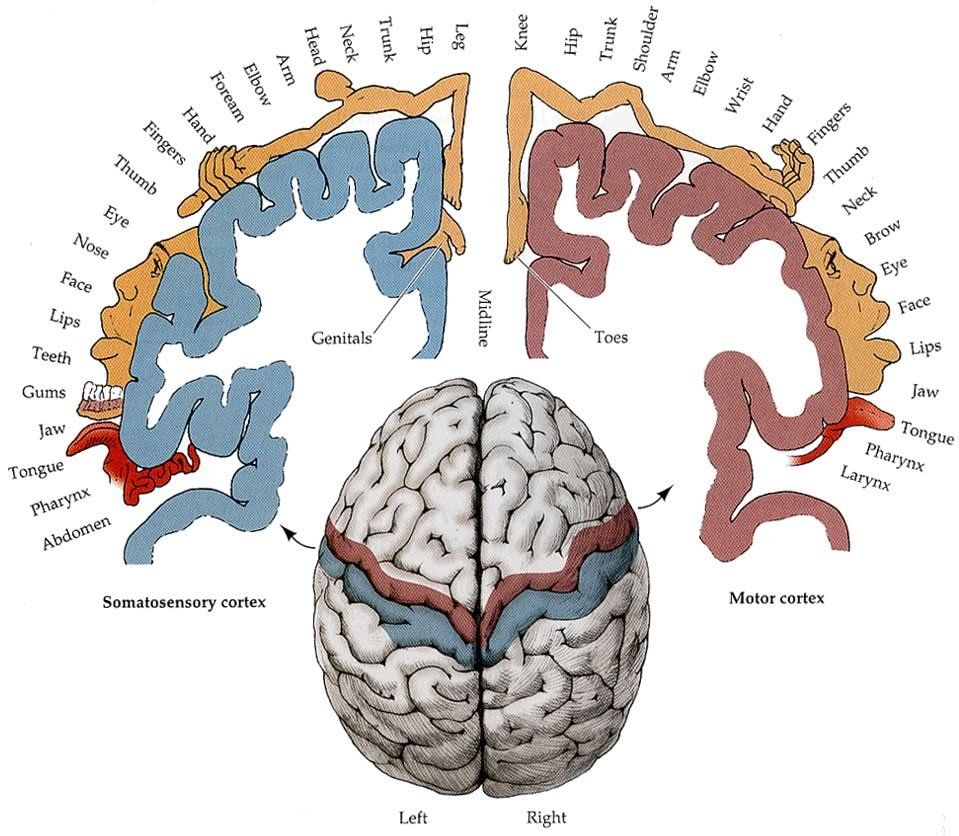 Leg
Hip
Trunk
Neck
Head
Arm
Elbow
Foream
Hand
Fingers
Thumb
Eye
Nose
Face
Lips
Teeth
Gums
Jaw
Tongue
Pharynx
Abdomen
Genitals
Somatosensory cortex
Midline
Knee
Hip
Trunk
Shoulder
Arm
Elbow
Wrist
Hand
Fingers
Thumb
Neck
Brow
Eye
Face
Lips
Jaw
Tongue
Pharynx
Larynx
Toes
Motor cortex
Left
Right